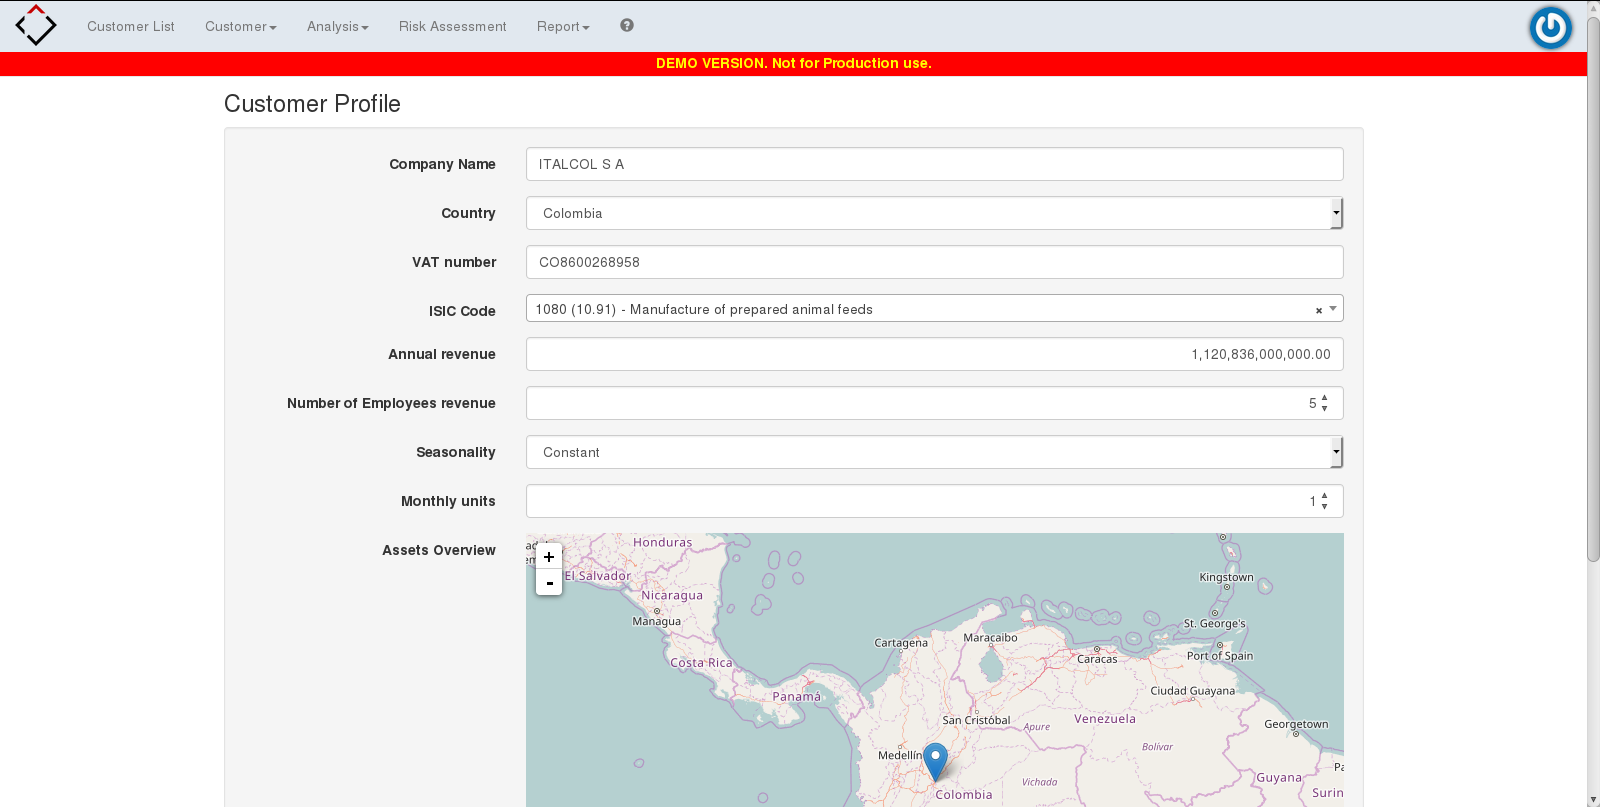 Customer List Customer Analysis Risk Assessment Report ?
DEMO VERSION. Not for Production use.
Customer Profile
Company Name ITALCOL S A
Country Colombia
VAT number CO8600268958
ISIC Code 1080 (10.91) - Manufacture of prepared animal feeds ×
Annual revenue 1,120,836,000,000.00
Number of Employees revenue 5
Seasonality Constant
Monthly units 1
Assets Overview
+
-
Honduras
El Salvador
Nicaragua
Managua
Costa Rica
Panamá
Cartagena
Maracaibo
Caracas
Kingstown
St. George's
Port of Spain
Ciudad Guayana
San Cristóbal
Apure
Venezuela
Georgetown
Medellín
Bolívar
Vichada
Guyana
Pa
Colombia
Surin